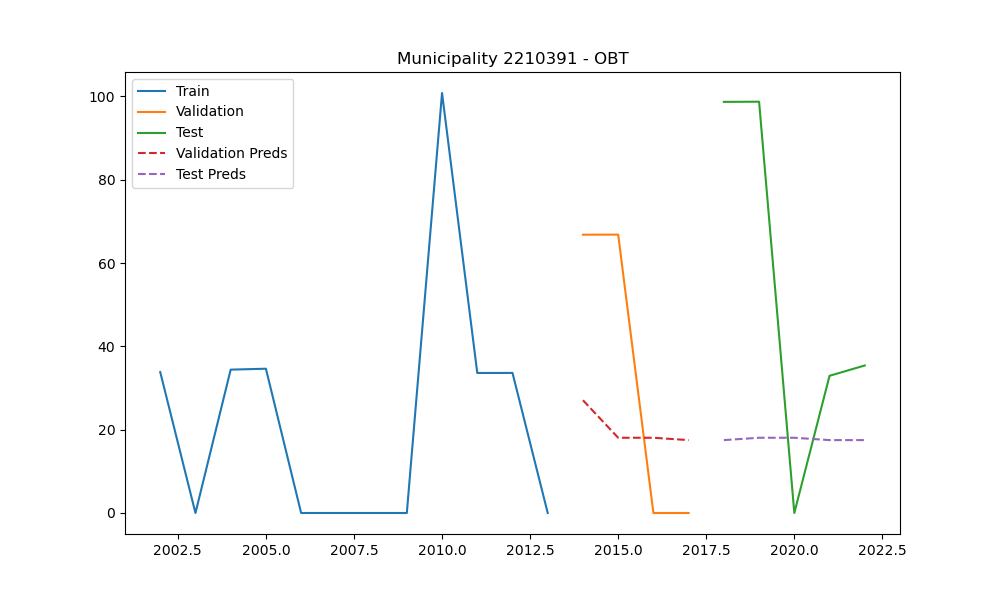 Municipality 2210391 - OBT
Train
Validation
Test
Validation Preds
Test Preds
100
80
60
40
20
0
2002.5 2005.0 2007.5 2010.0 2012.5 2015.0 2017.5 2020.0 2022.5